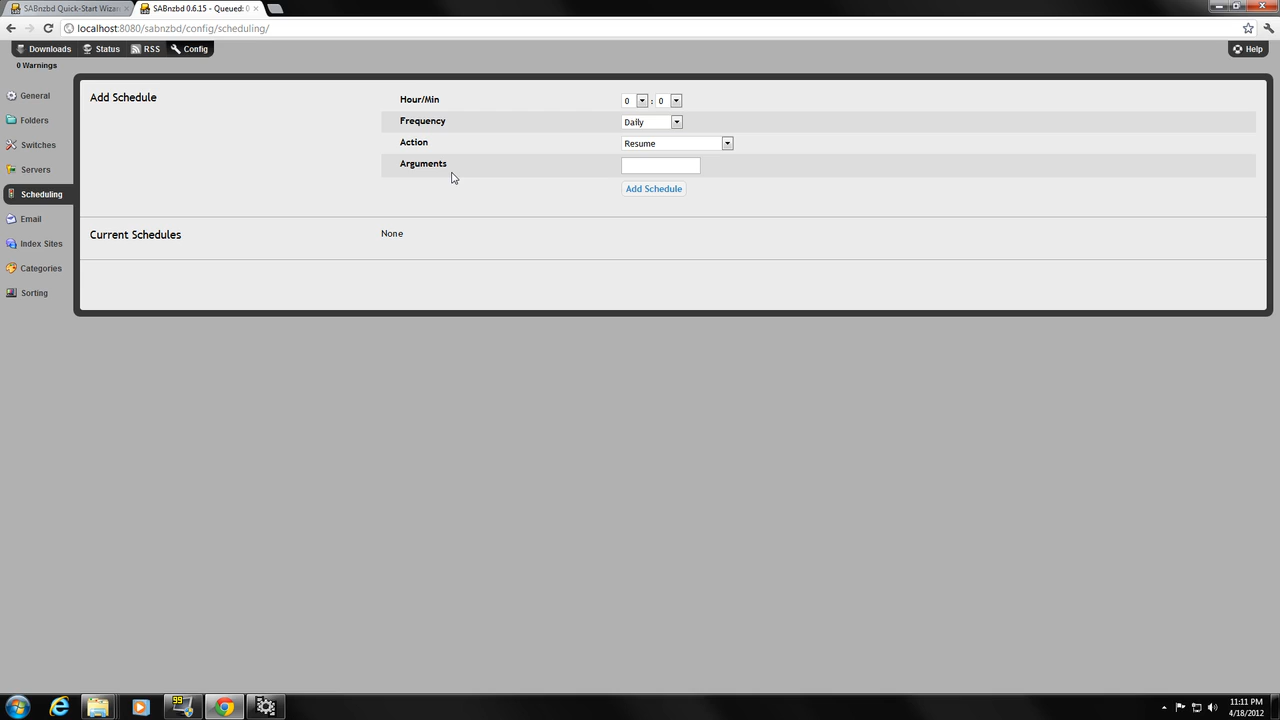 SABnzbd Quick-Start Wizar
SABnzbd 0.6.15 - Queued: 0
localhost:8080/sabnzbd/config/scheduling/
Downloads
Status
RSS
Config
Help
0 Warnings
General
Folders
Switches
Servers
Scheduling
Email
Index Sites
Categories
Sorting
Add Schedule
Hour/Min
0 : 0
Frequency
Daily
Action
Resume
Arguments
Add Schedule
Current Schedules
None
99
11:11 PM
4/18/2012